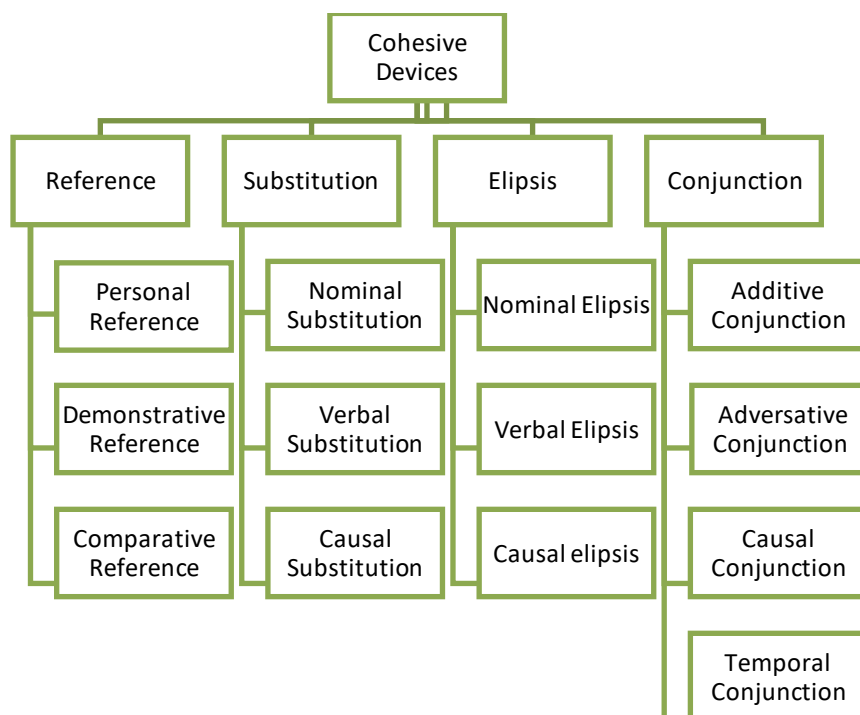 Cohesive
Devices
Reference
Substitution
Elipsis
Conjunction
Personal
Reference
Nominal
Substitution
Nominal Elipsis
Additive
Conjunction
Demonstrative
Reference
Verbal
Substitution
Verbal Elipsis
Adversative
Conjunction
Comparative
Reference
Causal
Substitution
Causal elipsis
Causal
Conjunction
Temporal
Conjunction